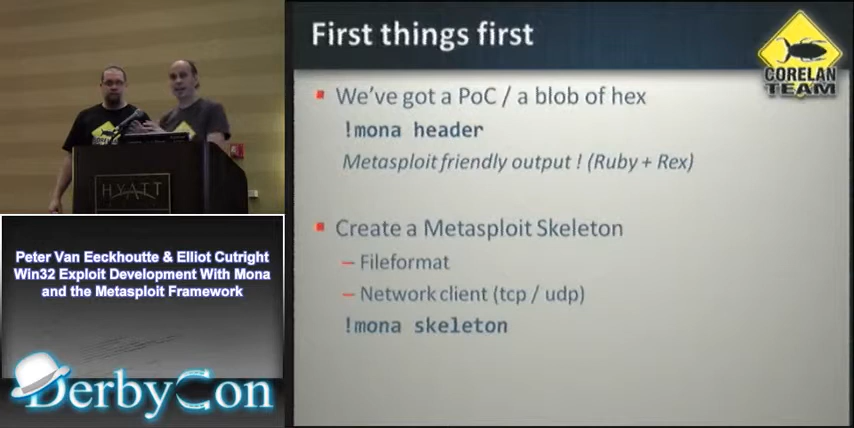 First things first
CORELAN
TEAM
We've got a PoC / a blob of hex
!mona header
Metasploit friendly output ! (Ruby + Rex)
Create a Metasploit Skeleton
– Fileformat
– Network client (tcp / udp)
!mona skeleton
HYATT
Peter Van Eeckhoutte & Elliot Cutright
Win32 Exploit Development With Mona
and the Metasploit Framework
DerbyCon